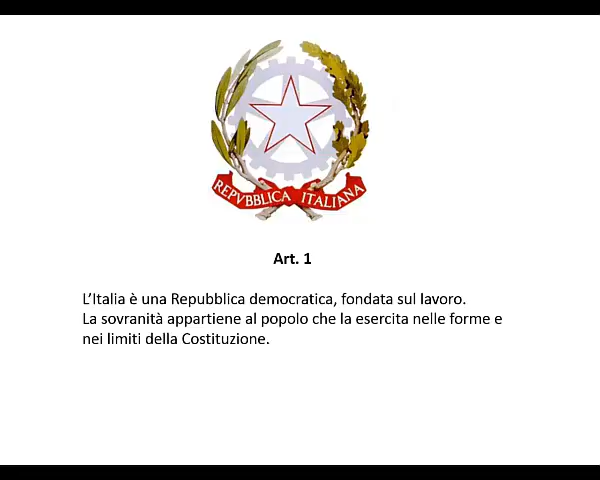 REPVBBLICA ITALIANA
Art. 1
L’Italia è una Repubblica democratica, fondata sul lavoro.
La sovranità appartiene al popolo che la esercita nelle forme e
nei limiti della Costituzione.